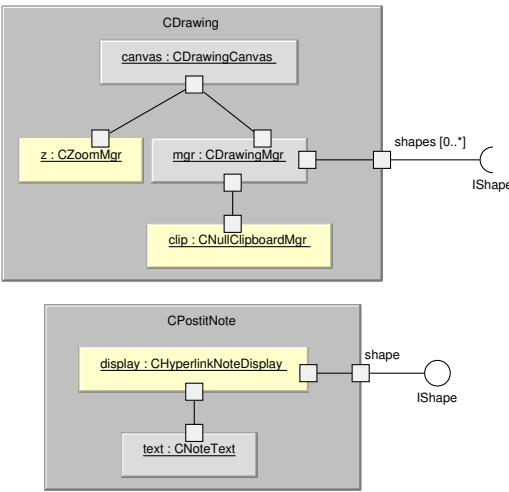 CDrawing
canvas : CDrawingCanvas
z : CZoomMgr
mgr : CDrawingMgr
shapes [0..*]
IShape
clip : CNullClipboardMgr
CPostitNote
display : CHyperlinkNoteDisplay
shape
IShape
text : CNoteText